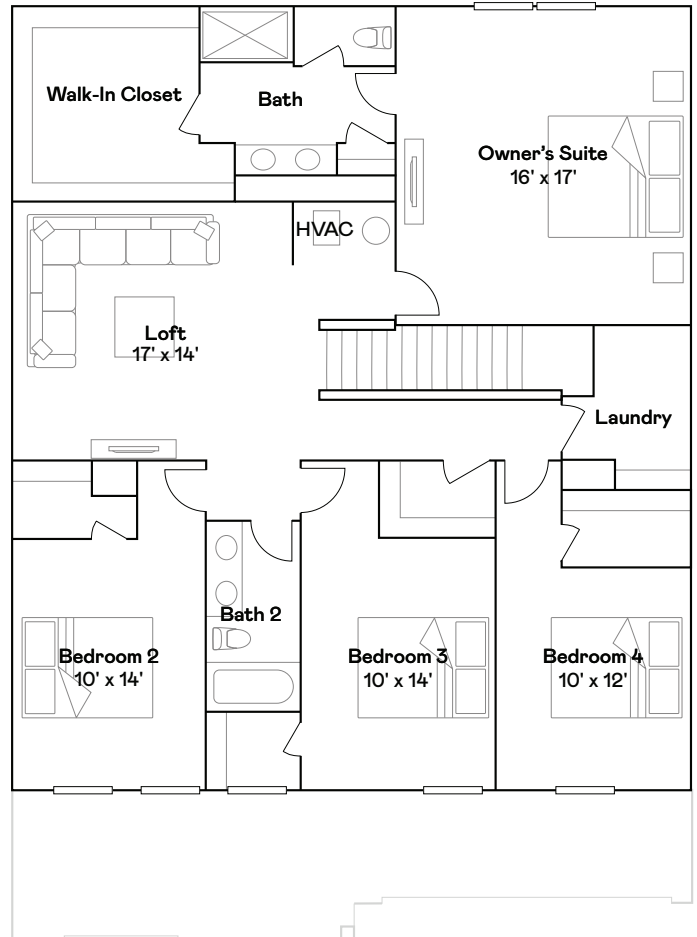 Walk-In Closet
Bath
Owner's Suite
16' x 17'
HVAC
Loft
17' x 14'
Laundry
Bath 2
Bedroom 2
10' x 14'
Bedroom 3
10' x 14'
Bedroom 4
10' x 12'